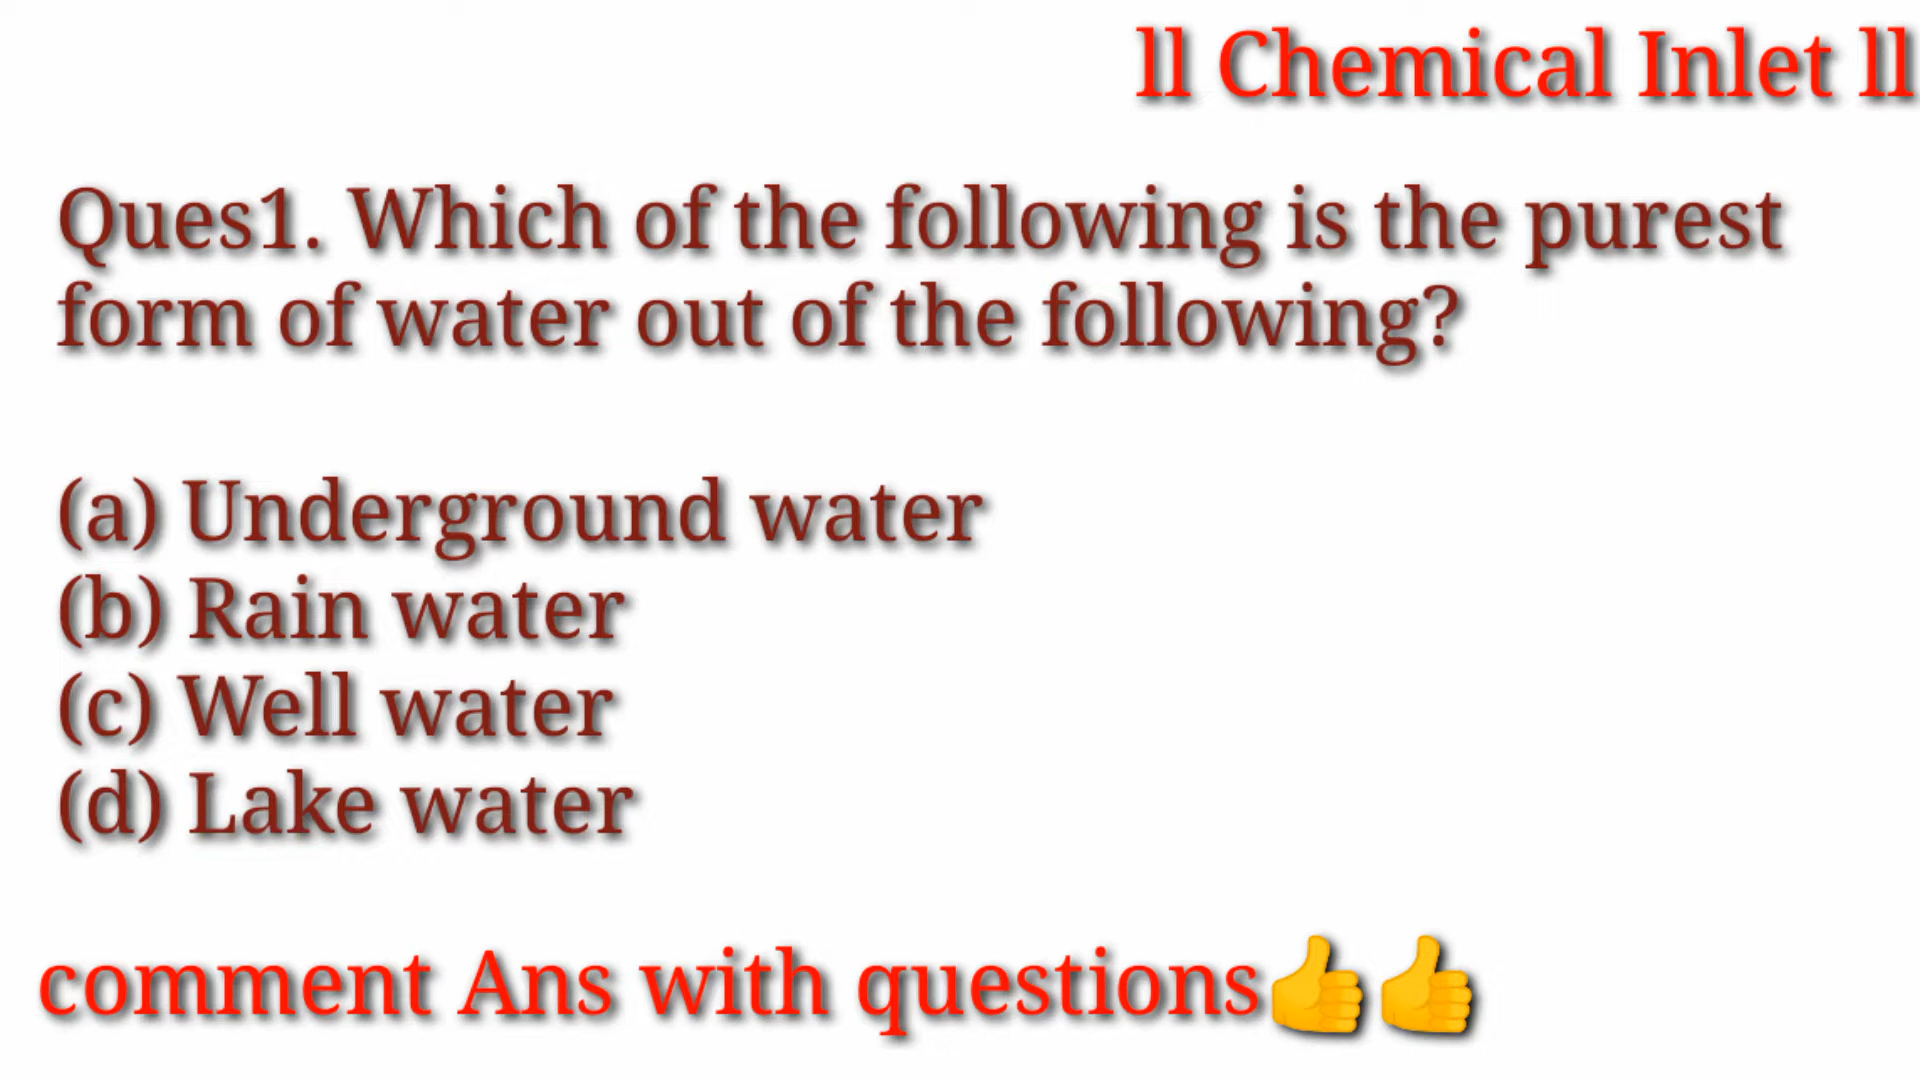 ll Chemical Inlet ll
Ques1. Which of the following is the purest
form of water out of the following?
(a) Underground water
(b) Rain water
(c) Well water
(d) Lake water
comment Ans with questions👍👍